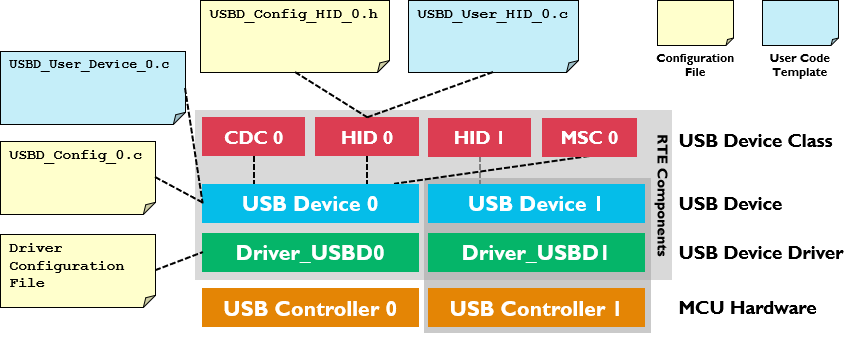 USBD_Config_HID_0.h
USBD_User_HID_0.c
Configuration
File
User Code
Template
USBD_User_Device_0.c
CDC 0
HID 0
HID 1
MSC 0
USB Device Class
RTE Components
USBD_Config_0.c
USB Device 0
USB Device 1
USB Device
Driver
Configuration
File
Driver_USBD0
Driver_USBD1
USB Device Driver
USB Controller 0
USB Controller 1
MCU Hardware